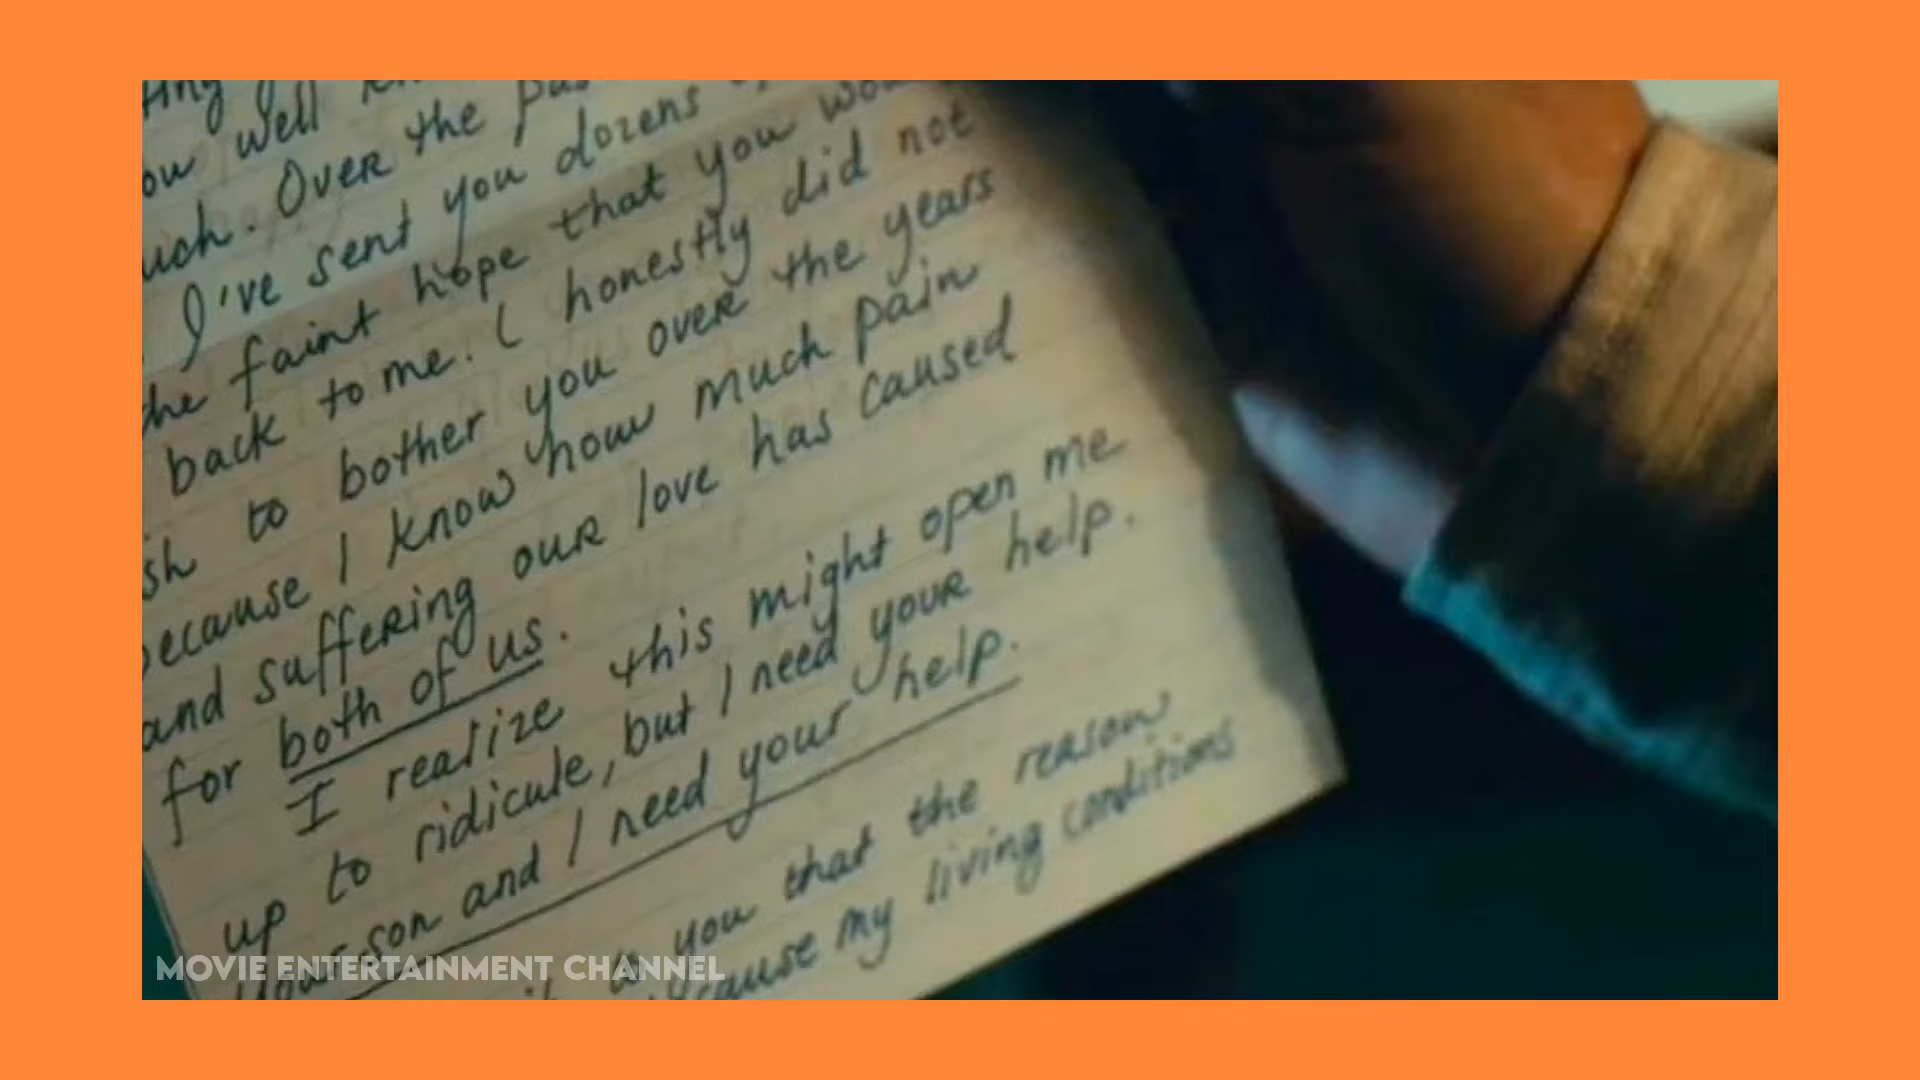 well
uch. Over the
I've sent you dozens
the faint hope that you
back to me. I honestly did not
sh to bother you over the years
because I know how much pain
and suffering our love has caused
for both of us.
I realize this might open me
up to ridicule, but I need your help.
your son and I need your help.
to you that the reason
cause my living conditions
MOVIE ENTERTAINMENT CHANNEL